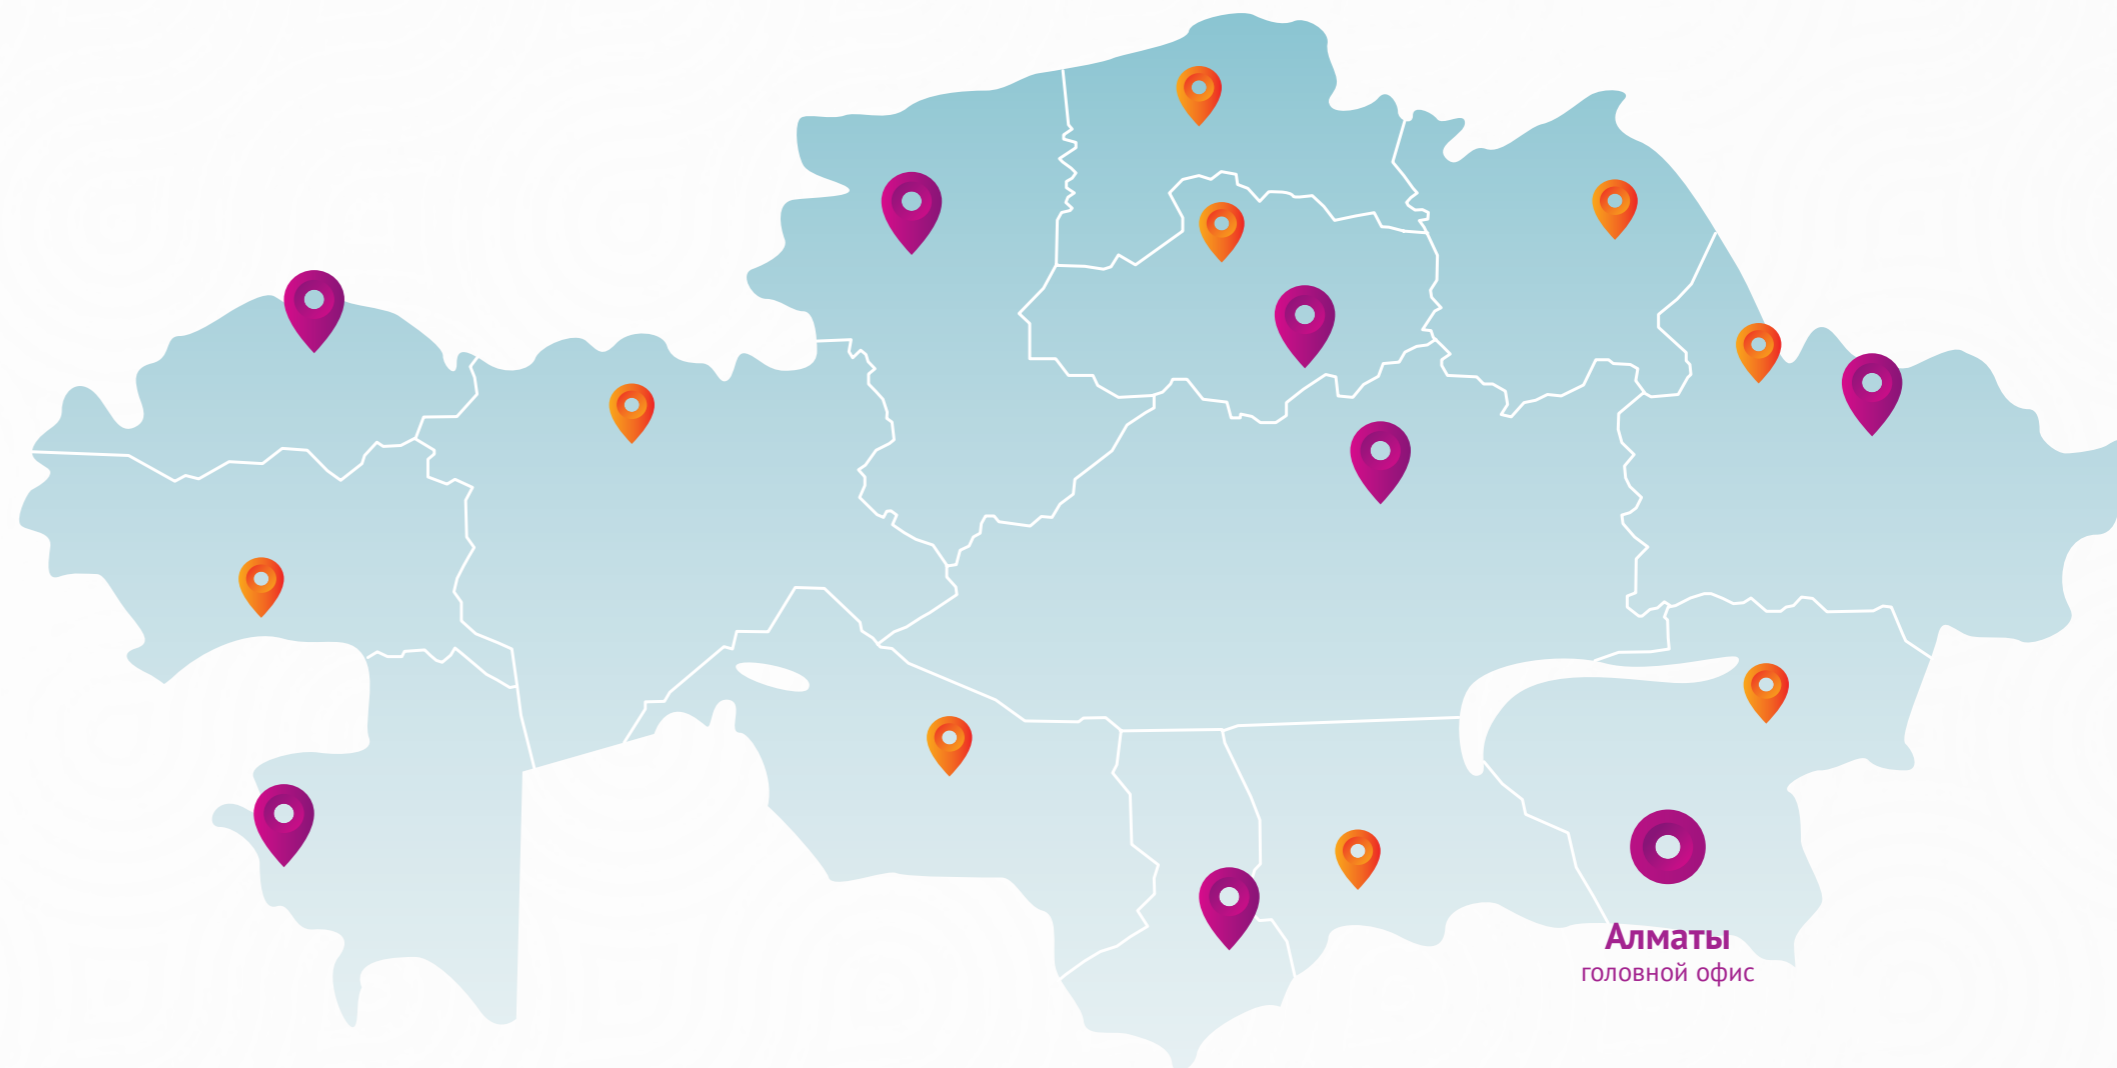 Алматы
головной офис